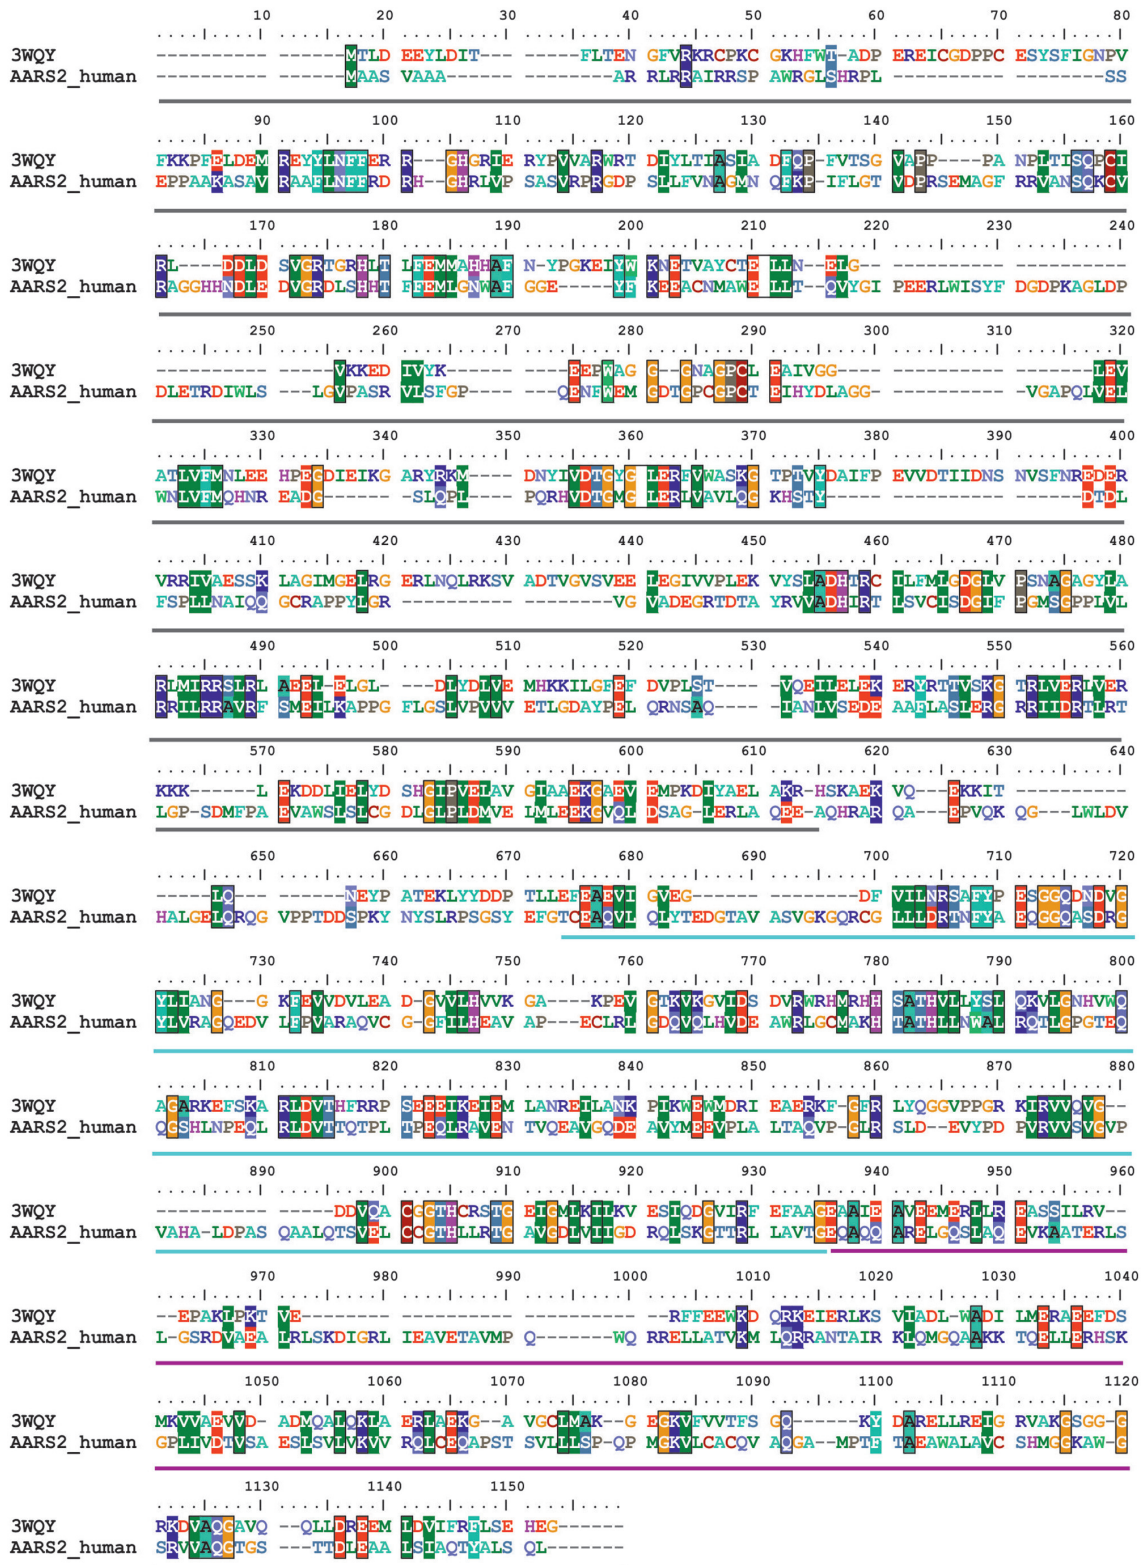 10 20 30 40 50 60 70 80
3WQY ---------- -----MTLD EEYLDIT--- -----FLTEN GFVRKRCPKC GKHFWT-ADP EREICGDPPC ESYSFIGNPV
AARS2_human ---------- -----MAAS VAAA------ --------AR RLRRAIRRSP AWRGLSHRPL ---------- --------SS
90 100 110 120 130 140 150 160
3WQY FKKPFELDEM REYYLNFFER R---GHGRIE RYPVVARWRT DIYLTIASIA DFQP-FVTSG VAPP----PA NPLTISQPCI
AARS2_human EPPAAKASAV RAAFLNFFRD RH--GHRLVP SASVRPRGDP SLLFVNAGMN QFKP-IFLGT VDPRSEMAGF RRVANSQKCV
170 180 190 200 210 220 230 240
3WQY RL----DDLD SVGRTGRHLT LFEMMAHHAF N-YPGKEIYW KNETVAYCTE LLN--ELG-- ---------- ----------
AARS2_human RAGGHHNDLE DVGRDLSHHT FFEMLGNWAF GGE-----YF KEEACNMAWE LLT--QVYGI PEERLWISYF DGDPKAGLDP
250 260 270 280 290 300 310 320
3WQY ---------- ----VKKED IVYK------ ----EEPWAG G--GNAGPCL EAIVGG---- ---------- -------LEV
AARS2_human DLETRDIWLS ---LGVPASR VLSFGP---- ---QENFWEM GDTGPCGPCT EIHYDLAGG- ---------- --VGAPQLVEL
330 340 350 360 370 380 390 400
3WQY ATLVFMNLEE HPEGDIEIKG ARYRKM---- DNYIVDTGYG LERFVWASKG TPTVYDAIFP EVVDTIIDNS NVSFNREDER
AARS2_human WNLVFMQHNR EADG------ -SLQPL---- PQRHVDTGMG LERLVAVLQG KHSTY----- ---------- ------DTDL
410 420 430 440 450 460 470 480
3WQY VRRIVAESSK LAGIMGELRG ERLNQLRKSV ADTVGVSVEE LEGIVVPLEK VYSLADHTRC ILFMLGDGLV PSNAGAGYLA
AARS2_human FSPLLNAIQQ GCRAPPYLGR ---------- --------VG VADEGRTDTA YRVVADHIRT LSVCISDGIF PGMSGPPLVL
490 500 510 520 530 540 550 560
3WQY RLMIRRSLRL AEEL-ELGL- ---DLYDLVE MHKKILGFEF DVPLST---- ---VQEILELEK ERYRTTVSKG TRLVERLVER
AARS2_human RRILRRAVRF SMEILKAPPG FLGSLVPVVV ETLGDAYPEL QRNSAQ---- ---IANLVSEDE AAFLASLERG RRIIDRTLRT
570 580 590 600 610 620 630 640
3WQY KKK------L EKDDLIELYD SHGIPVELAV GIAAEKGAEV EMPKDIYAEL AKR-HSKAEK VQ--EKKIT- ----------
AARS2_human LGP-SDMFPA EVAWSLSLCG DLGLPLDMVE LMLEEKGVQL DSAG-LERLA QEE-AQHRAR QA--EPVQK QG---LWLDV
650 660 670 680 690 700 710 720
3WQY -----LQ--- ------NEYP ATEKLYYDDP TLLEFEAEVI GVEG------ --------DF VILNRSAFYP ESGGQDNDVG
AARS2_human HALGELQRQG VPPTDDSPKY NYSLRPSGSY EFGTCEAQVL QLYTEDGTAV ASVGKGQRCG LLLDRTNFYA EQGGQASDRG
730 740 750 760 770 780 790 800
3WQY YLIANG---G KFEVVDVLEA D-GVVLHVVK GA----KPEV GTKVKGVIDS DVRWRHMRHH SATHVLLYSL QKVLGNHVWQ
AARS2_human YLVRAGQEDV LFPVARAQVC G-GFILHEAV AP---ECLRL GDQVQLHVDE AWRLGCMAKH TATHLLNWAL RQTLGPGTEQ
810 820 830 840 850 860 870 880
3WQY AGARKEFSKA RLDVTHFRRP SEEEIKEIEM LANREILANK PIKWEWMDRI EAERKF-GFR LYQGGVPPGR KIRVVQVG--
AARS2_human QGSHLNPEQL RLDVTTQTPL TPEQLRAVEN TVQEAVGQDE AVYMEEVPLA LTAQVP-GLR SLD--EVYPD PVRVVSVGVP
890 900 910 920 930 940 950 960
3WQY ---------- -----DDVQA CGGTHCRSTG EIGMLKILKV ESIQDGVIRF EFAAGEAAIE AVEEMERLLR EASSILRV--
AARS2_human VAHA-LDPAS QAALQTSVEL CCGTHLLRTG AVGDLVIIGD RQLSKGTTRL LAVTGEQAQQ ARELGQSLAQ EVKAATERLS
970 980 990 1000 1010 1020 1030 1040
3WQY --EPAKLPKT VE-------- ---------- ---------- ---RFFEEWKD QRKEIERLKS VIADL-WADI LMERAEEFDS
AARS2_human L-GSRDVAEA LRLSKDIGRL IEAVETAVMP Q-------WQ RRELLATVKM LQRRANTAIR KLQMGQAAKK TQELLERHSK
1050 1060 1070 1080 1090 1100 1110 1120
3WQY MKVVAEVVD- ADMQALQKLA ERLAEKG--A VGCLMAK--G EGKVFVVTFS GQ------KY DARELLREIG RVAKGSGG-G
AARS2_human GPLIVDTVSA ESLSVLVKVV RQLCEQAPST SVLLLSP-QP MGKVLCACQV AQGA--MPTF TAEAWALAVC SHMGGKAW-G
1130 1140 1150
3WQY RKDVAQGAVQ --QLLDREEM LDVIFRFLSE HEG-------
AARS2_human SRVVAQGTGS ---TTDLEAA LSIAQTYALS QL--------